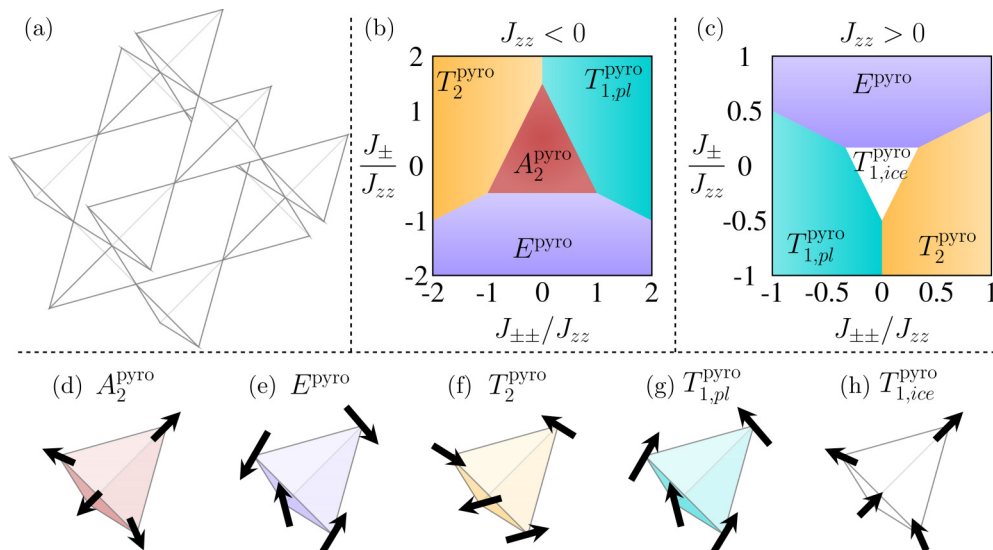 (a)
(b)
J_{zz} < 0
T_2^{pyro}
T_{1,pl}^{pyro}
A_2^{pyro}
E^{pyro}
2
1
0
-1
-2
J_±
J_{zz}
-2 -1 0 1 2
J_{±±}/J_{zz}
(c)
J_{zz} > 0
E^{pyro}
T_{1,ice}^{pyro}
T_{1,pl}^{pyro}
T_2^{pyro}
1
0.5
0
-0.5
-1
J_±
J_{zz}
-1 -0.5 0 0.5 1
J_{±±}/J_{zz}
(d) A_2^{pyro}
(e) E^{pyro}
(f) T_2^{pyro}
(g) T_{1,pl}^{pyro}
(h) T_{1,ice}^{pyro}